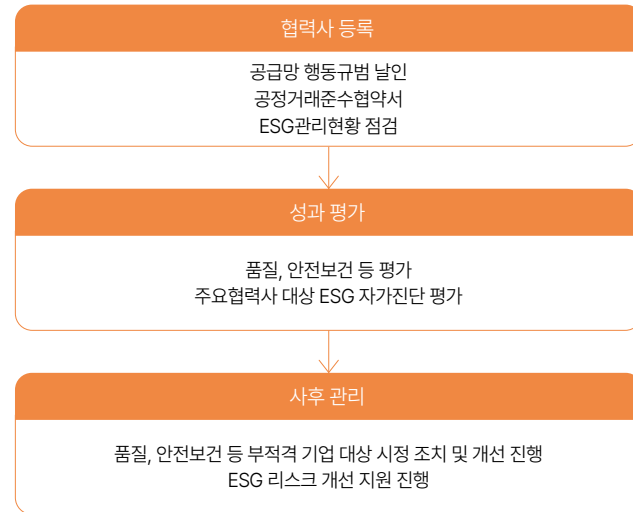 협력사 등록
공급망 행동규범 날인
공정거래준수협약서
ESG관리현황 점검
성과 평가
품질, 안전보건 등 평가
주요협력사 대상 ESG 자가진단 평가
사후 관리
품질, 안전보건 등 부적격 기업 대상 시정 조치 및 개선 진행
ESG 리스크 개선 지원 진행